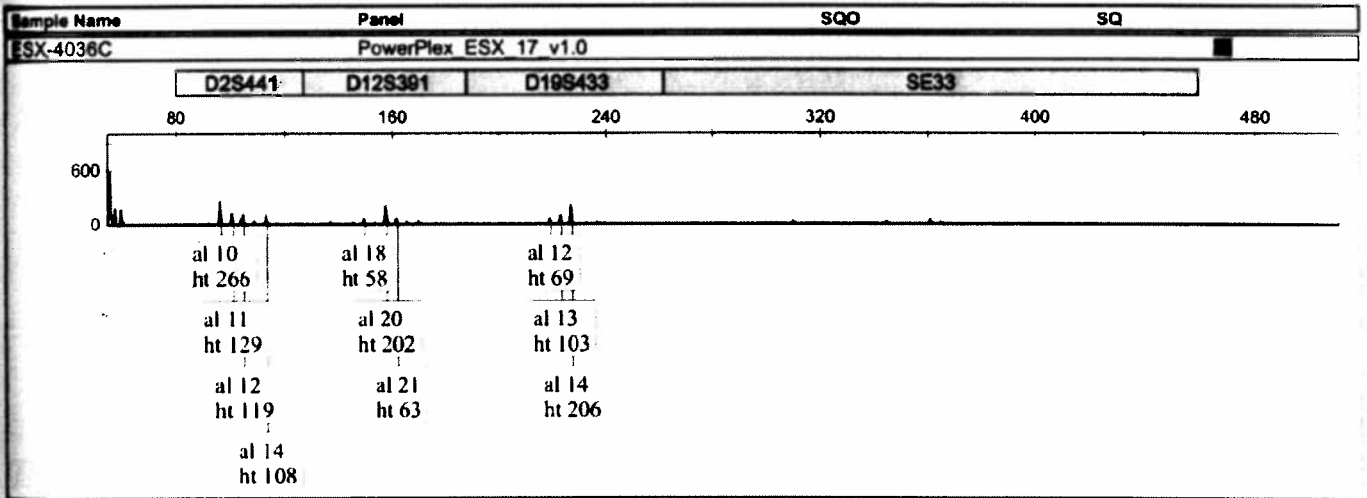 Sample Name Panel SQO SQ
ESX-4036C PowerPlex_ESX_17_v1.0
D2S441 D12S391 D19S433 SE33
80 160 240 320 400 480
600
0
al 10 al 18 al 12
ht 266 ht 58 ht 69
al 11 al 20 al 13
ht 129 ht 202 ht 103
al 12 al 21 al 14
ht 119 ht 63 ht 206
al 14
ht 108